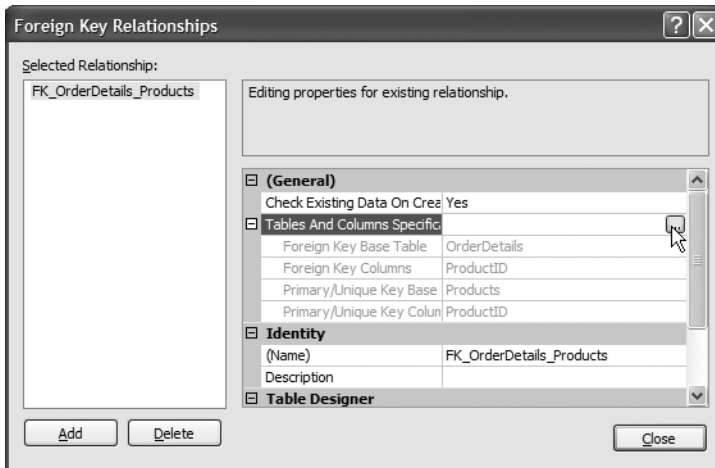 Foreign Key Relationships
Selected Relationship:
FK_OrderDetails_Products
Editing properties for existing relationship.
(General)
Check Existing Data On Crea Yes
Tables And Columns Specific ...
Foreign Key Base Table OrderDetails
Foreign Key Columns ProductID
Primary/Unique Key Base Products
Primary/Unique Key Colun ProductID
Identity
(Name) FK_OrderDetails_Products
Description
Table Designer
Add Delete
Close